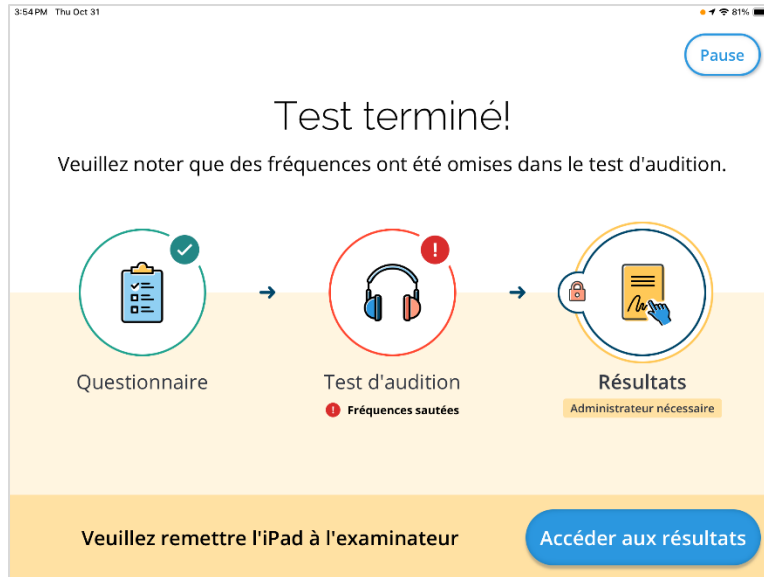 3:54 PM Thu Oct 31
81%
Pause
Test terminé!
Veuillez noter que des fréquences ont été omises dans le test d'audition.
Questionnaire
Test d'audition
Résultats
! Fréquences sautées
Administrateur nécessaire
Veuillez remettre l'iPad à l'examinateur
Accéder aux résultats